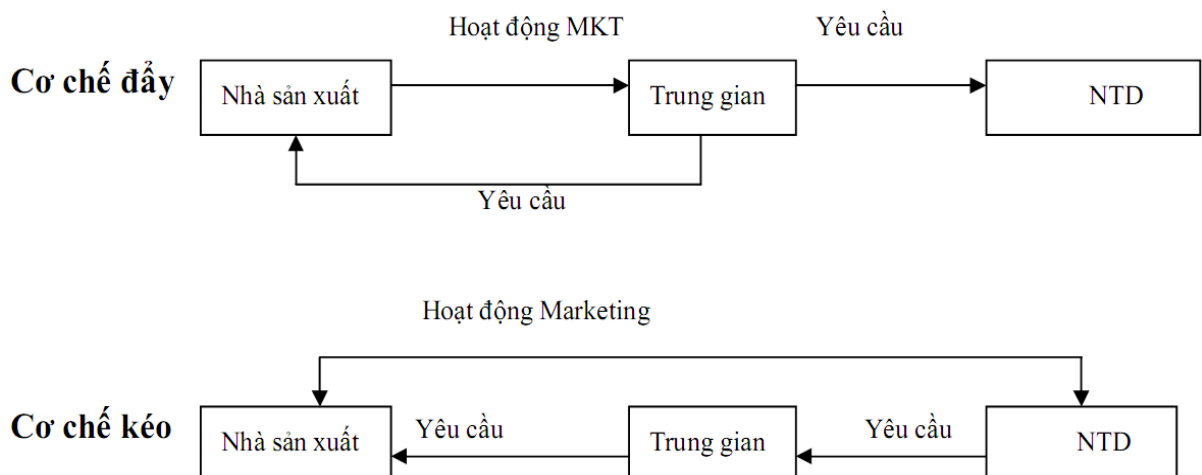 Hoạt động MKT
Yêu cầu
Cơ chế đẩy
Nhà sản xuất
Trung gian
NTD
Yêu cầu
Hoạt động Marketing
Cơ chế kéo
Nhà sản xuất
Yêu cầu
Trung gian
Yêu cầu
NTD